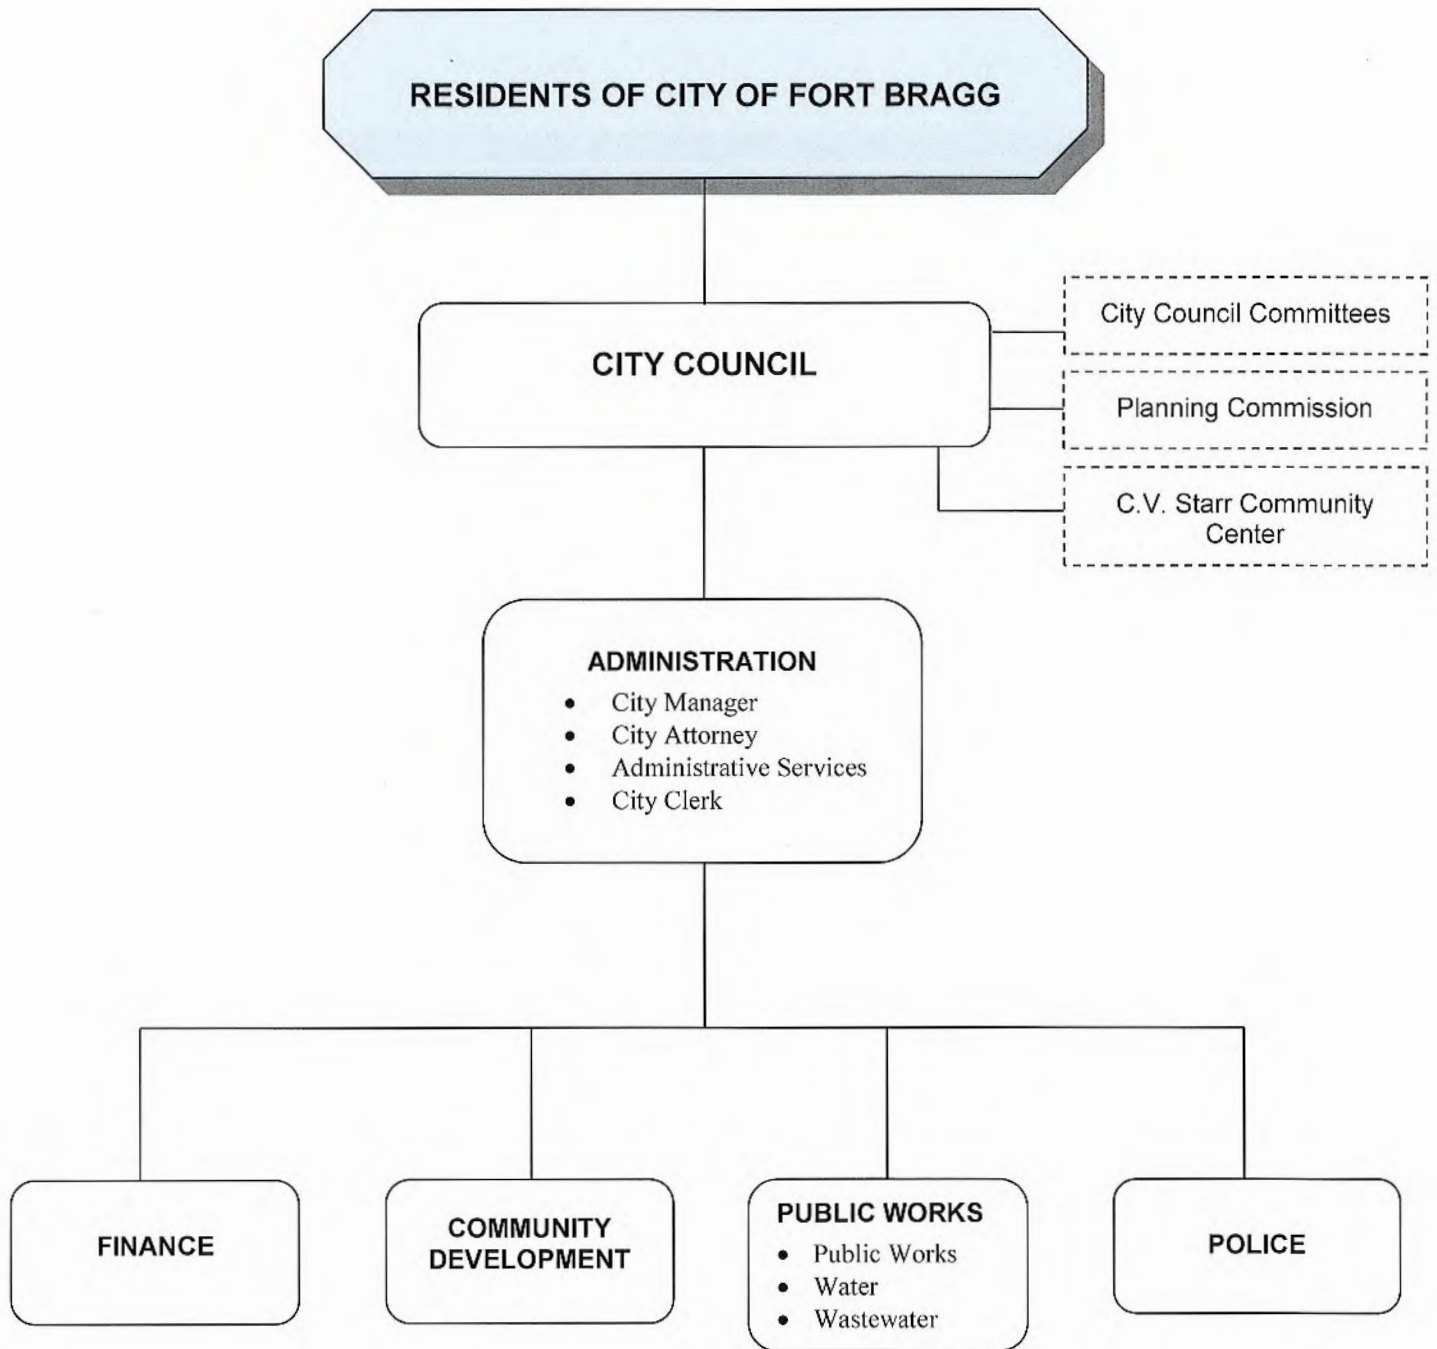 RESIDENTS OF CITY OF FORT BRAGG
CITY COUNCIL
City Council Committees
Planning Commission
C.V. Starr Community
Center
ADMINISTRATION
• City Manager
• City Attorney
• Administrative Services
• City Clerk
FINANCE
COMMUNITY
DEVELOPMENT
PUBLIC WORKS
• Public Works
• Water
• Wastewater
POLICE